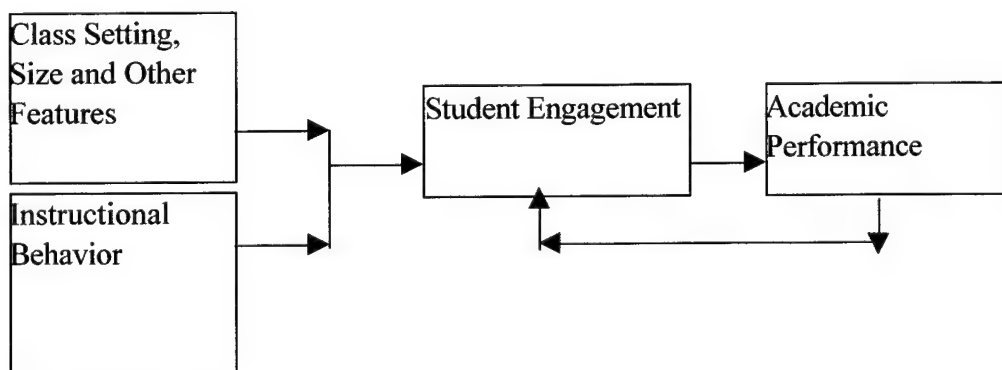 Class Setting,
Size and Other
Features
Student Engagement
Academic
Performance
Instructional
Behavior